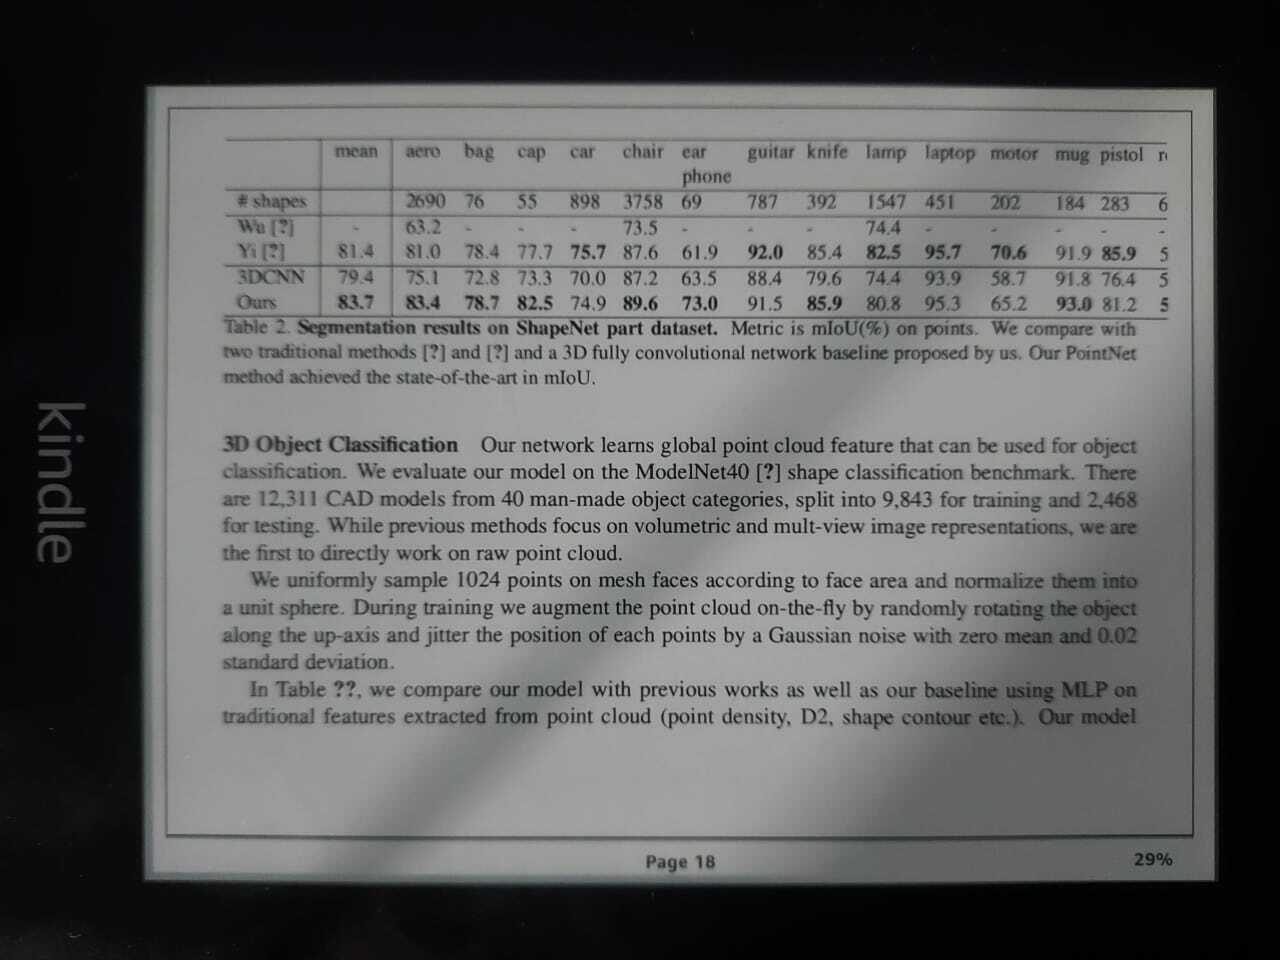 mean aero bag cap car chair ear guitar knife lamp laptop motor mug pistol
phone
# shapes 2690 76 55 898 3758 69 787 392 1547 451 202 184 283 6
Wu [?] - 63.2 - - - 73.5 - - - 74.4 - - - - -
Yi [?] 81.4 81.0 78.4 77.7 75.7 87.6 61.9 92.0 85.4 82.5 95.7 70.6 91.9 85.9 5
3DCNN 79.4 75.1 72.8 73.3 70.0 87.2 63.5 88.4 79.6 74.4 93.9 58.7 91.8 76.4 5
Ours 83.7 83.4 78.7 82.5 74.9 89.6 73.0 91.5 85.9 80.8 95.3 65.2 93.0 81.2 5
Table 2. Segmentation results on ShapeNet part dataset. Metric is mIoU(%) on points. We compare with
two traditional methods [?] and [?] and a 3D fully convolutional network baseline proposed by us. Our PointNet
method achieved the state-of-the-art in mIoU.
3D Object Classification Our network learns global point cloud feature that can be used for object
classification. We evaluate our model on the ModelNet40 [?] shape classification benchmark. There
are 12,311 CAD models from 40 man-made object categories, split into 9,843 for training and 2,468
for testing. While previous methods focus on volumetric and mult-view image representations, we are
the first to directly work on raw point cloud.
We uniformly sample 1024 points on mesh faces according to face area and normalize them into
a unit sphere. During training we augment the point cloud on-the-fly by randomly rotating the object
along the up-axis and jitter the position of each points by a Gaussian noise with zero mean and 0.02
standard deviation.
In Table ??, we compare our model with previous works as well as our baseline using MLP on
traditional features extracted from point cloud (point density, D2, shape contour etc.). Our model
Page 18
29%
kindle